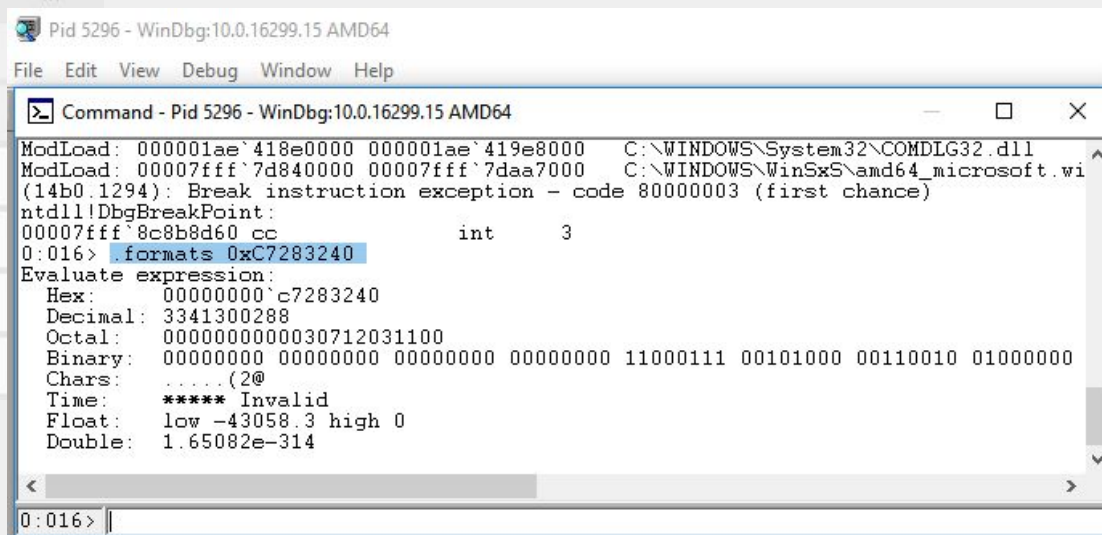 Pid 5296 - WinDbg:10.0.16299.15 AMD64
File Edit View Debug Window Help
Command - Pid 5296 - WinDbg:10.0.16299.15 AMD64
ModLoad: 000001ae`418e0000 000001ae`419e8000   C:\WINDOWS\System32\COMDLG32.dll
ModLoad: 00007fff`7d840000 00007fff`7daa7000   C:\WINDOWS\WinSxS\amd64_microsoft.wi
(14b0.1294): Break instruction exception - code 80000003 (first chance)
ntdll!DbgBreakPoint:
00007fff`8c8b8d60 cc              int     3
0:016> .formats 0xC7283240
Evaluate expression:
  Hex:     00000000`c7283240
  Decimal: 3341300288
  Octal:   0000000000030712031100
  Binary:  00000000 00000000 00000000 00000000 11000111 00101000 00110010 01000000
  Chars:   .....(2@
  Time:    ***** Invalid
  Float:   low -43058.3 high 0
  Double:  1.65082e-314
0:016>